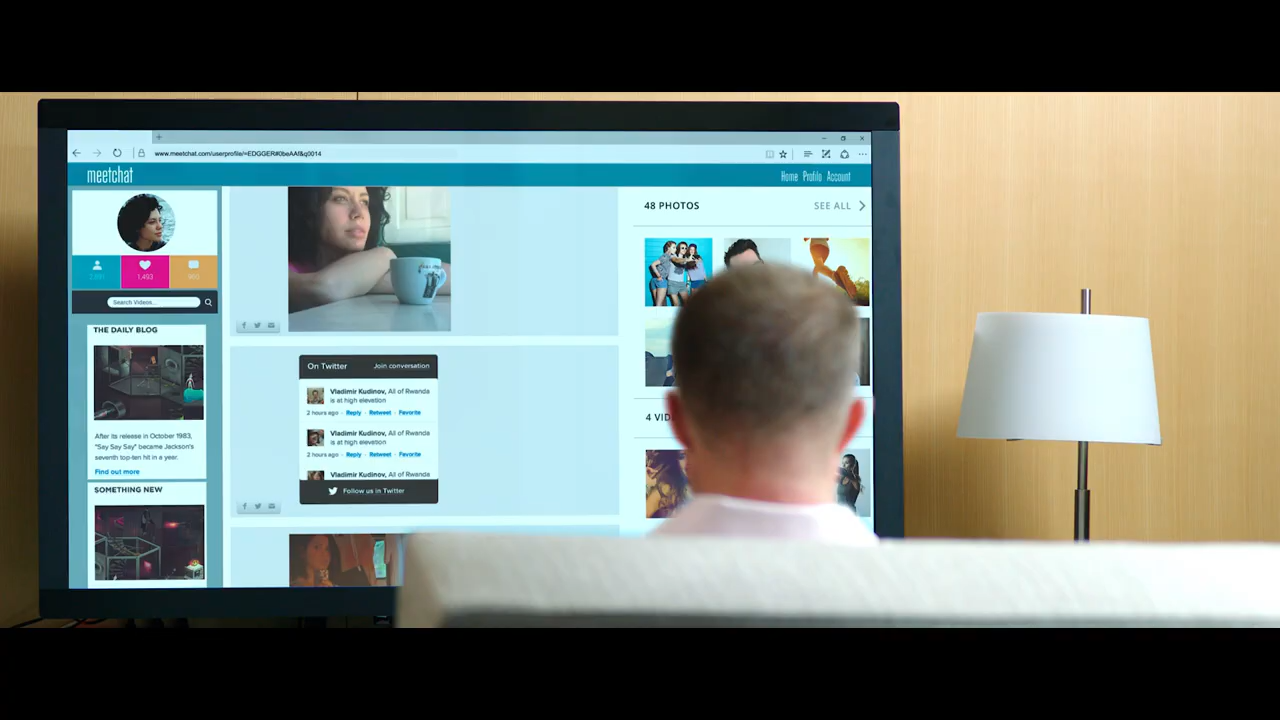 www.meetchat.com/userprofile/=EDGGER#0beAAf&q0014
meetchat
Home Profile Account
1,493
Search Videos...
THE DAILY BLOG
After its release in October 1983,
"Say Say Say" became Jackson's
seventh top-ten hit in a year.
Find out more
SOMETHING NEW
On Twitter Join conversation
Vladimir Kudinov, All of Rwanda
is at high elevation
2 hours ago · Reply · Retweet · Favorite
Vladimir Kudinov, All of Rwanda
is at high elevation
2 hours ago · Reply · Retweet · Favorite
Vladimir Kudinov, All of Rwanda
Follow us in Twitter
48 PHOTOS SEE ALL
4 VID